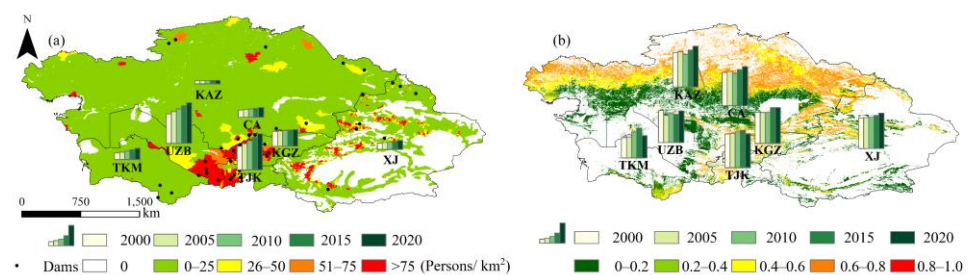 N
(a)
KAZ
CA
UZB
KGZ
TKM
TJK
XJ
0 750 1,500
km
2000 2005 2010 2015 2020
Dams 0 0–25 26–50 51–75 >75 (Persons/ km²)
(b)
KAZ
CA
UZB
KGZ
TKM
TJK
XJ
2000 2005 2010 2015 2020
0–0.2 0.2–0.4 0.4–0.6 0.6–0.8 0.8–1.0